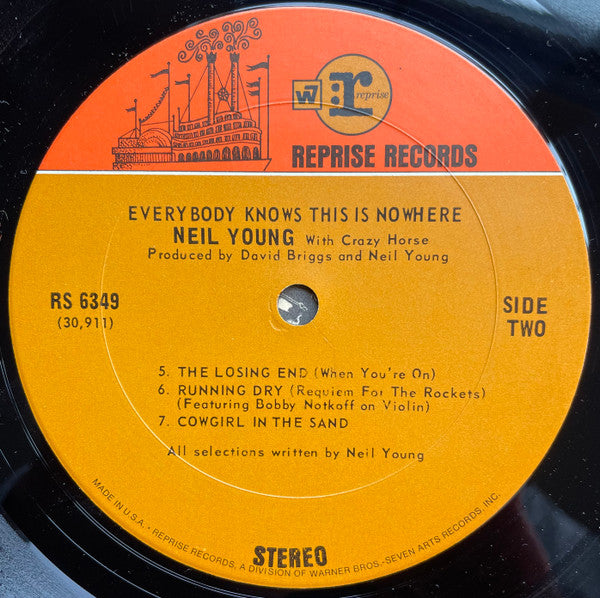 W7 r: reprise
REPRISE RECORDS
EVERYBODY KNOWS THIS IS NOWHERE
NEIL YOUNG With Crazy Horse
Produced by David Briggs and Neil Young
RS 6349
(30,911)
SIDE
TWO
5. THE LOSING END (When You're On)
6. RUNNING DRY (Requiem For The Rockets)
(Featuring Bobby Notkoff on Violin)
7. COWGIRL IN THE SAND
All selections written by Neil Young
STEREO
MADE IN U.S.A. • REPRISE RECORDS, A DIVISION OF WARNER BROS.-SEVEN ARTS RECORDS, INC.